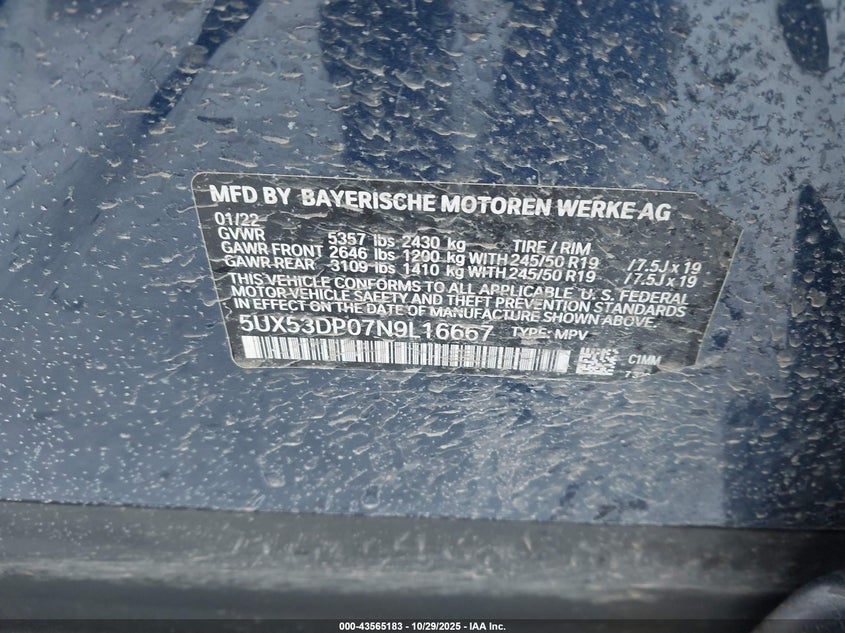 MFD BY BAYERISCHE MOTOREN WERKE AG
01/22
GVWR 5357 lbs 2430 kg TIRE / RIM
GAWR FRONT 2646 lbs 1200 kg WITH 245/50 R19 /7.5J x 19
GAWR REAR 3109 lbs 1410 kg WITH 245/50 R19 /7.5J x 19
THIS VEHICLE CONFORMS TO ALL APPLICABLE U. S. FEDERAL
MOTOR VEHICLE SAFETY AND THEFT PREVENTION STANDARDS
IN EFFECT ON THE DATE OF MANUFACTURE SHOWN ABOVE.
5UX53DP07N9L16667 TYPE: MPV
C1MM
000-43565183 - 10/29/2025 - IAA Inc.